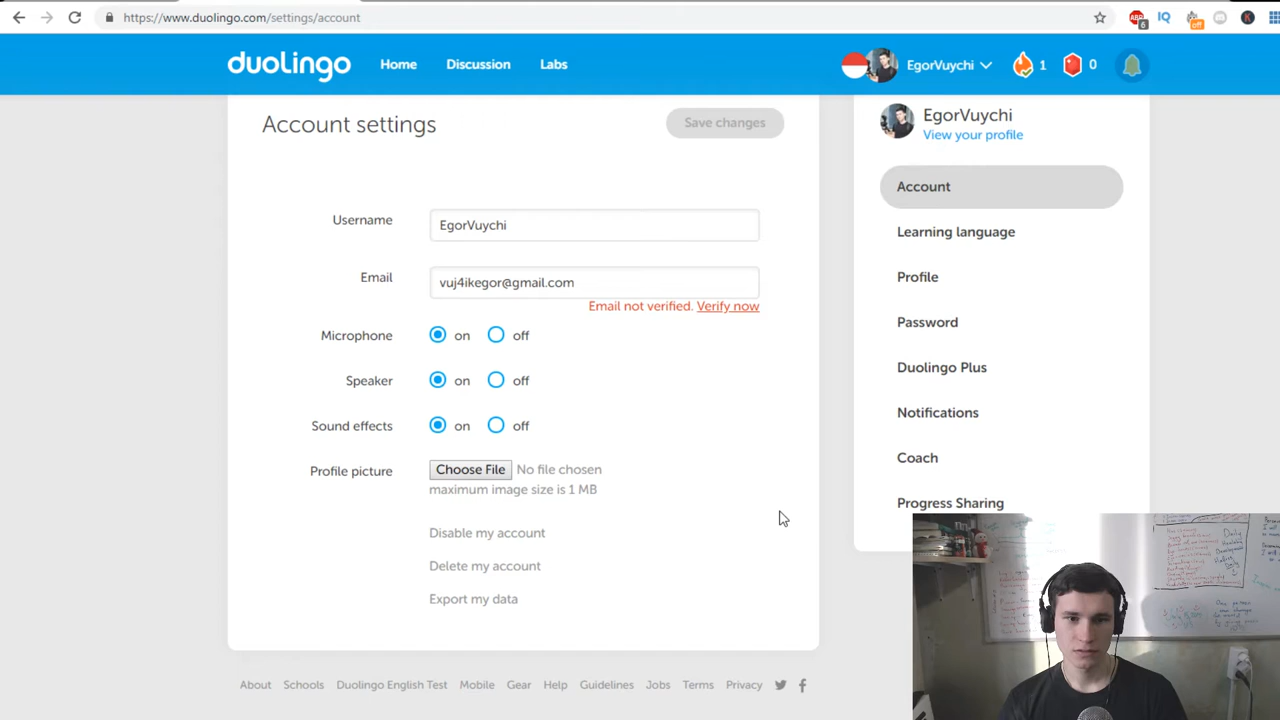 https://www.duolingo.com/settings/account
6
IQ
off
K
duolingo Home Discussion Labs EgorVuychi 1 0
Account settings Save changes
Username EgorVuychi
Email vuj4ikegor@gmail.com
Email not verified. Verify now
Microphone on off
Speaker on off
Sound effects on off
Profile picture Choose File No file chosen
maximum image size is 1 MB
Disable my account
Delete my account
Export my data
EgorVuychi
View your profile
Account
Learning language
Profile
Password
Duolingo Plus
Notifications
Coach
Progress Sharing
Daily
About Schools Duolingo English Test Mobile Gear Help Guidelines Jobs Terms Privacy